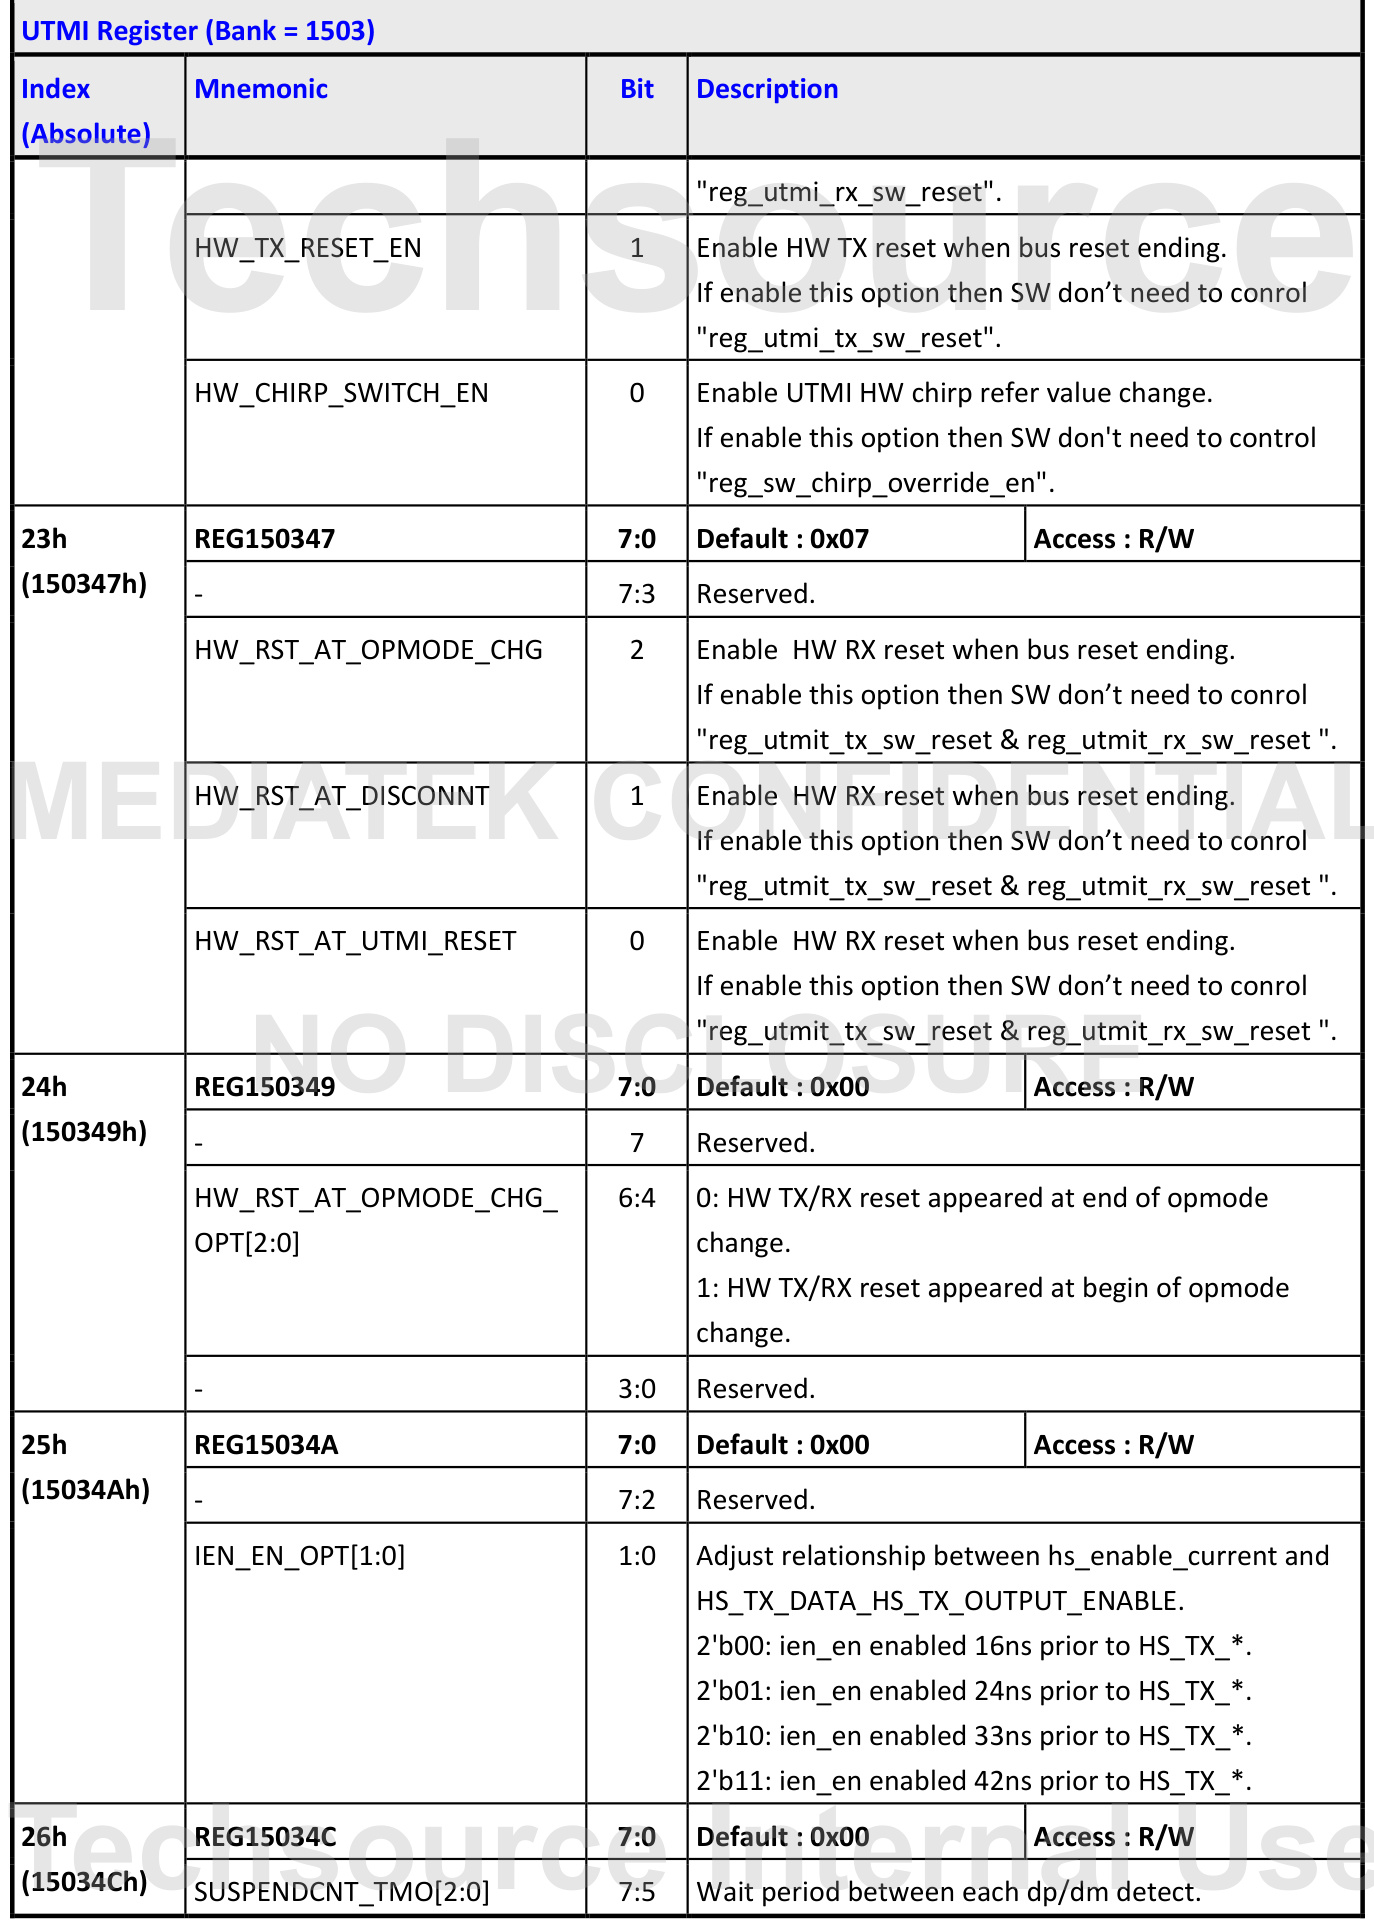 UTMI Register (Bank = 1503)
Index Mnemonic Bit Description
(Absolute)
"reg_utmi_rx_sw_reset".
HW_TX_RESET_EN 1 Enable HW TX reset when bus reset ending.
If enable this option then SW don’t need to conrol
"reg_utmi_tx_sw_reset".
HW_CHIRP_SWITCH_EN 0 Enable UTMI HW chirp refer value change.
If enable this option then SW don't need to control
"reg_sw_chirp_override_en".
23h REG150347 7:0 Default : 0x07 Access : R/W
(150347h)
- 7:3 Reserved.
HW_RST_AT_OPMODE_CHG 2 Enable  HW RX reset when bus reset ending.
If enable this option then SW don’t need to conrol
"reg_utmit_tx_sw_reset & reg_utmit_rx_sw_reset ".
HW_RST_AT_DISCONNT 1 Enable  HW RX reset when bus reset ending.
If enable this option then SW don’t need to conrol
"reg_utmit_tx_sw_reset & reg_utmit_rx_sw_reset ".
HW_RST_AT_UTMI_RESET 0 Enable  HW RX reset when bus reset ending.
If enable this option then SW don’t need to conrol
"reg_utmit_tx_sw_reset & reg_utmit_rx_sw_reset ".
24h REG150349 7:0 Default : 0x00 Access : R/W
(150349h)
- 7 Reserved.
HW_RST_AT_OPMODE_CHG_ 6:4 0: HW TX/RX reset appeared at end of opmode
OPT[2:0] change.
1: HW TX/RX reset appeared at begin of opmode
change.
- 3:0 Reserved.
25h REG15034A 7:0 Default : 0x00 Access : R/W
(15034Ah)
- 7:2 Reserved.
IEN_EN_OPT[1:0] 1:0 Adjust relationship between hs_enable_current and
HS_TX_DATA_HS_TX_OUTPUT_ENABLE.
2'b00: ien_en enabled 16ns prior to HS_TX_*.
2'b01: ien_en enabled 24ns prior to HS_TX_*.
2'b10: ien_en enabled 33ns prior to HS_TX_*.
2'b11: ien_en enabled 42ns prior to HS_TX_*.
26h REG15034C 7:0 Default : 0x00 Access : R/W
(15034Ch)
SUSPENDCNT_TMO[2:0] 7:5 Wait period between each dp/dm detect.
Techsource
MEDIATEK CONFIDENTIAL
NO DISCLOSURE
Techsource Internal Use